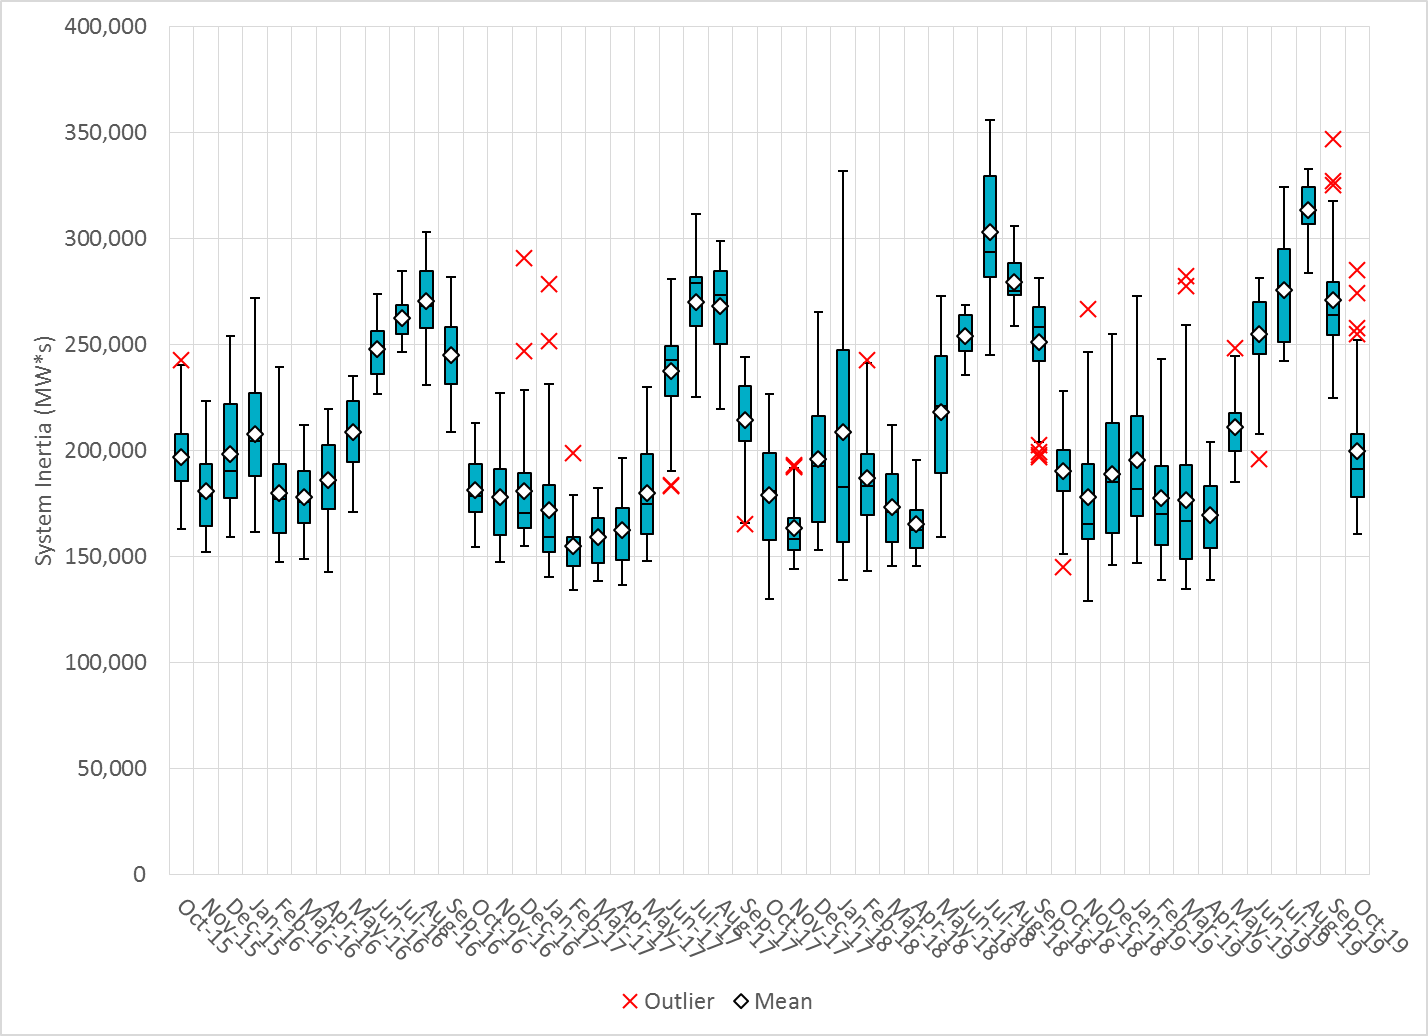 400,000
350,000
300,000
250,000
200,000
150,000
100,000
50,000
0
System Inertia (MW*s)
Oct-15
Nov-15
Dec-15
Jan-16
Feb-16
Mar-16
Apr-16
May-16
Jun-16
Jul-16
Aug-16
Sep-16
Oct-16
Nov-16
Dec-16
Jan-17
Feb-17
Mar-17
Apr-17
May-17
Jun-17
Jul-17
Aug-17
Sep-17
Oct-17
Nov-17
Dec-17
Jan-18
Feb-18
Mar-18
Apr-18
May-18
Jun-18
Jul-18
Aug-18
Sep-18
Oct-18
Nov-18
Dec-18
Jan-19
Feb-19
Mar-19
Apr-19
May-19
Jun-19
Jul-19
Aug-19
Sep-19
Oct-19
Outlier
Mean